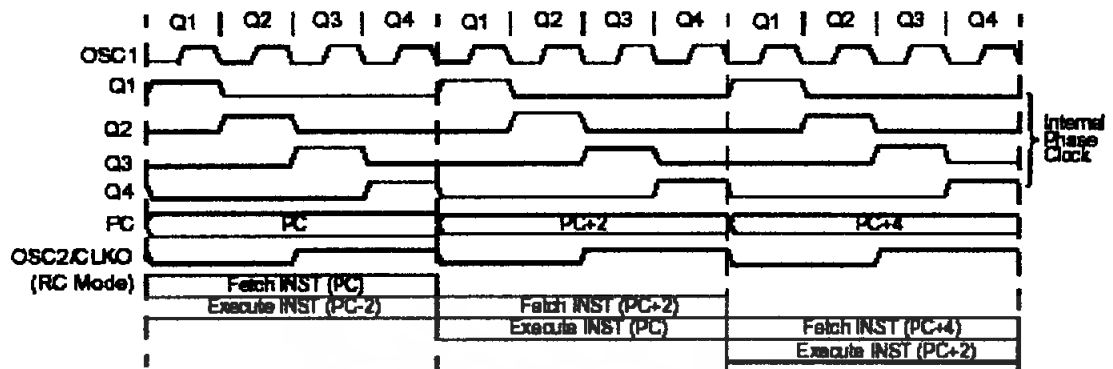 Q1 | Q2 | Q3 | Q4 | Q1 | Q2 | Q3 | Q4 | Q1 | Q2 | Q3 | Q4
OSC1
Q1
Q2
Q3
Q4
Internal
Phase
Clock
PC PC PC+2 PC+4
OSC2/CLKO
(RC Mode)
Fetch INST (PC)
Execute INST (PC-2) Fetch INST (PC+2)
Execute INST (PC) Fetch INST (PC+4)
Execute INST (PC+2)